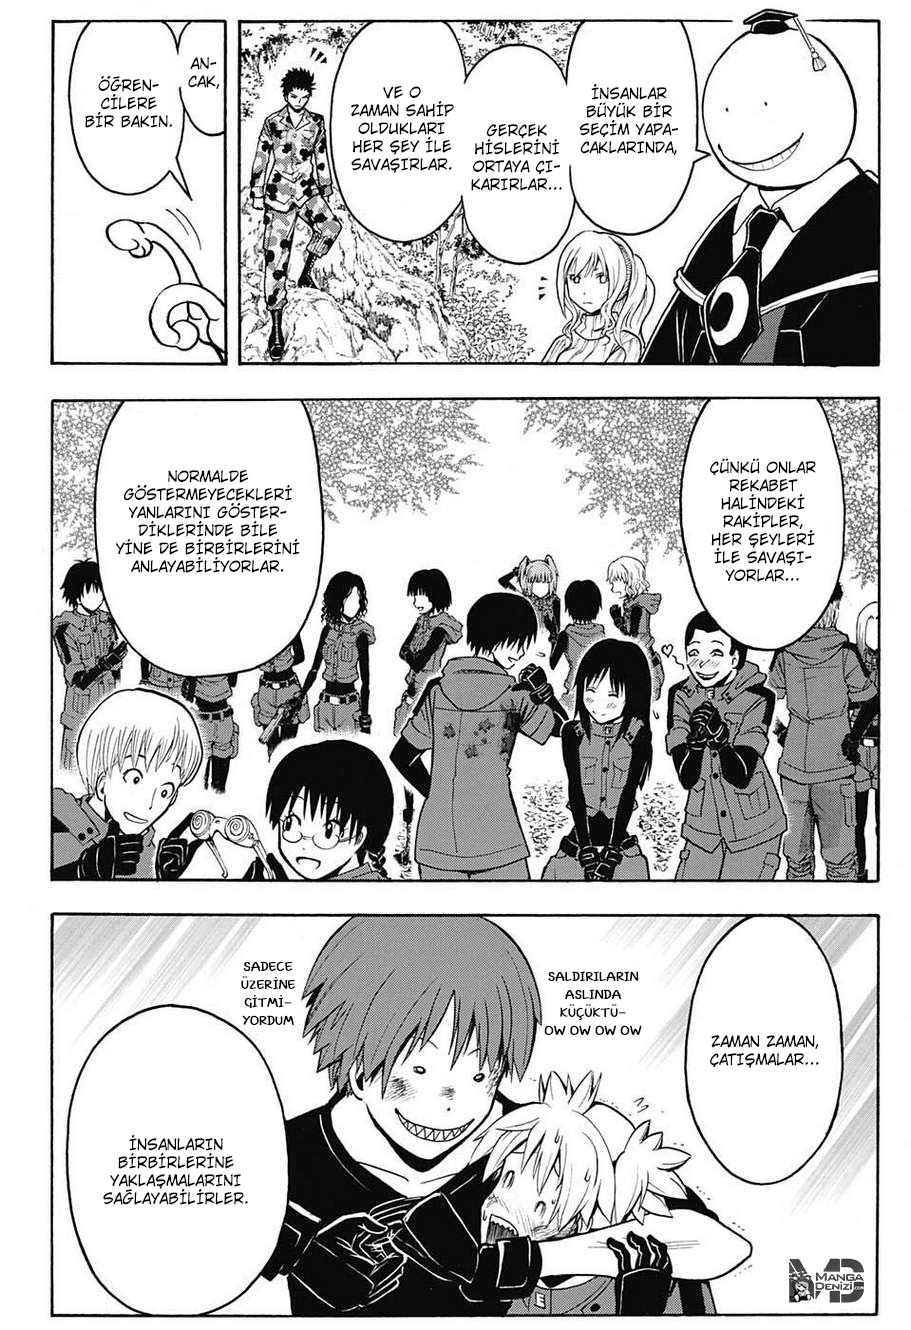 İNSANLAR
BÜYÜK BİR
SEÇİM YAPA-
CAKLARINDA,
GERÇEK
HİSLERİNİ
ORTAYA ÇI-
KARIRLAR...
VE O
ZAMAN SAHİP
OLDUKLARI
HER ŞEY İLE
SAVAŞIRLAR.
AN-
CAK,
ÖĞREN-
CİLERE
BİR BAKIN.
ÇÜNKÜ ONLAR
REKABET
HALİNDEKİ
RAKİPLER,
HER ŞEYLERİ
İLE SAVAŞI-
YORLAR...
NORMALDE
GÖSTERMEYECEKLERİ
YANLARINI GÖSTER-
DİKLERİNDE BİLE
YİNE DE BİRBİRLERİNİ
ANLAYABİLİYORLAR.
ZAMAN ZAMAN,
ÇATIŞMALAR...
SALDIRILARIN
ASLINDA
KÜÇÜKTÜ-
OW OW OW OW
SADECE
ÜZERİNE
GİTMİ-
YORDUM
İNSANLARIN
BİRBİRLERİNE
YAKLAŞMALARINI
SAĞLAYABİLİRLER.
E
E
MD
MANGA
DENİZİ.com